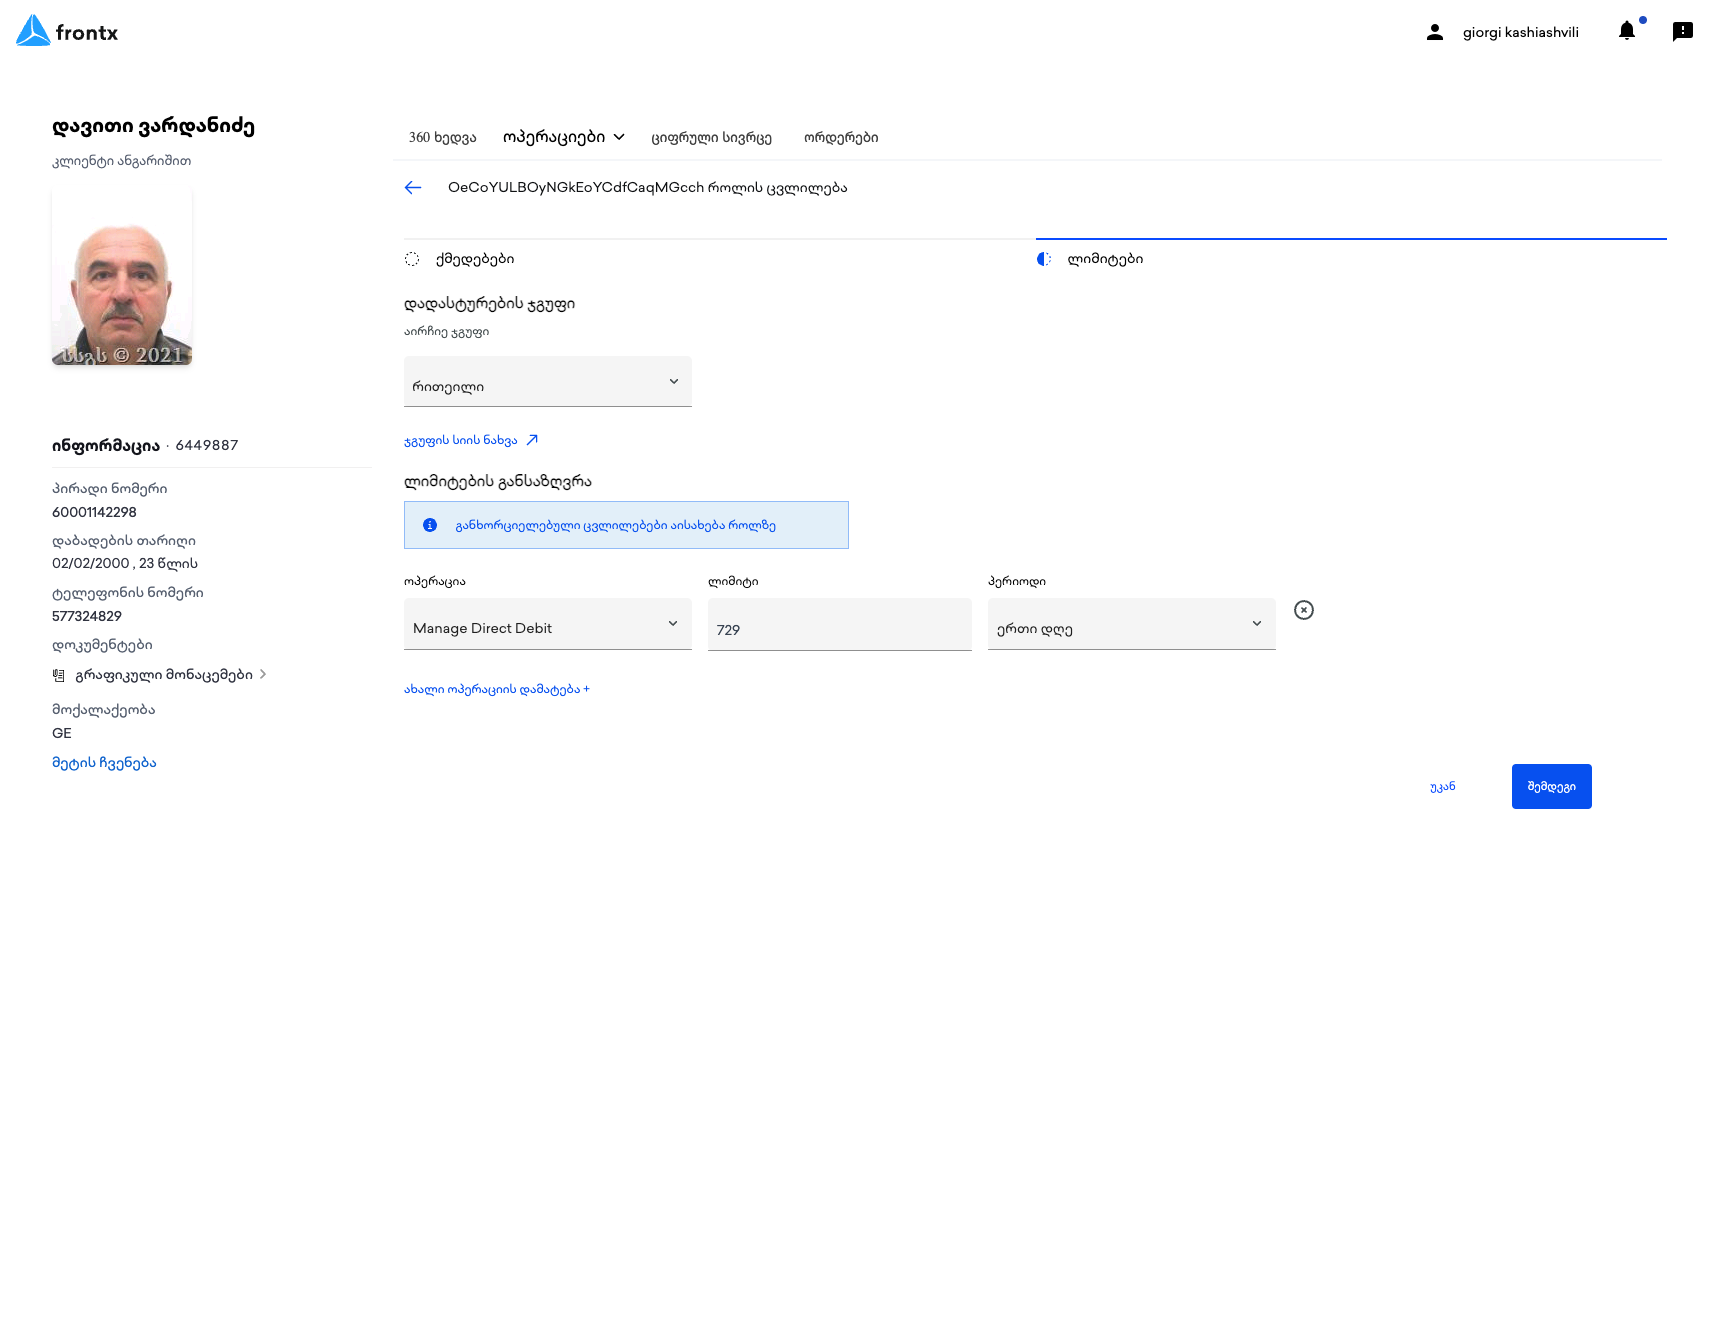 frontx
giorgi kashiashvili
დავითი ვარდანიძე
კლიენტი ანგარიშით
სსგს © 2021
ინფორმაცია · 6449887
პირადი ნომერი
60001142298
დაბადების თარიღი
02/02/2000 , 23 წლის
ტელეფონის ნომერი
577324829
დოკუმენტები
გრაფიკული მონაცემები
მოქალაქეობა
GE
მეტის ჩვენება
360 ხედვა ოპერაციები ციფრული სივრცე ორდერები
OeCoYULBOyNGkEoYCdfCaqMGcch როლის ცვლილება
ქმედებები ლიმიტები
დადასტურების ჯგუფი
აირჩიე ჯგუფი
რითეილი
ჯგუფის სიის ნახვა
ლიმიტების განსაზღვრა
განხორციელებული ცვლილებები აისახება როლზე
ოპერაცია ლიმიტი პერიოდი
Manage Direct Debit 729 ერთი დღე
ახალი ოპერაციის დამატება +
უკან შემდეგი